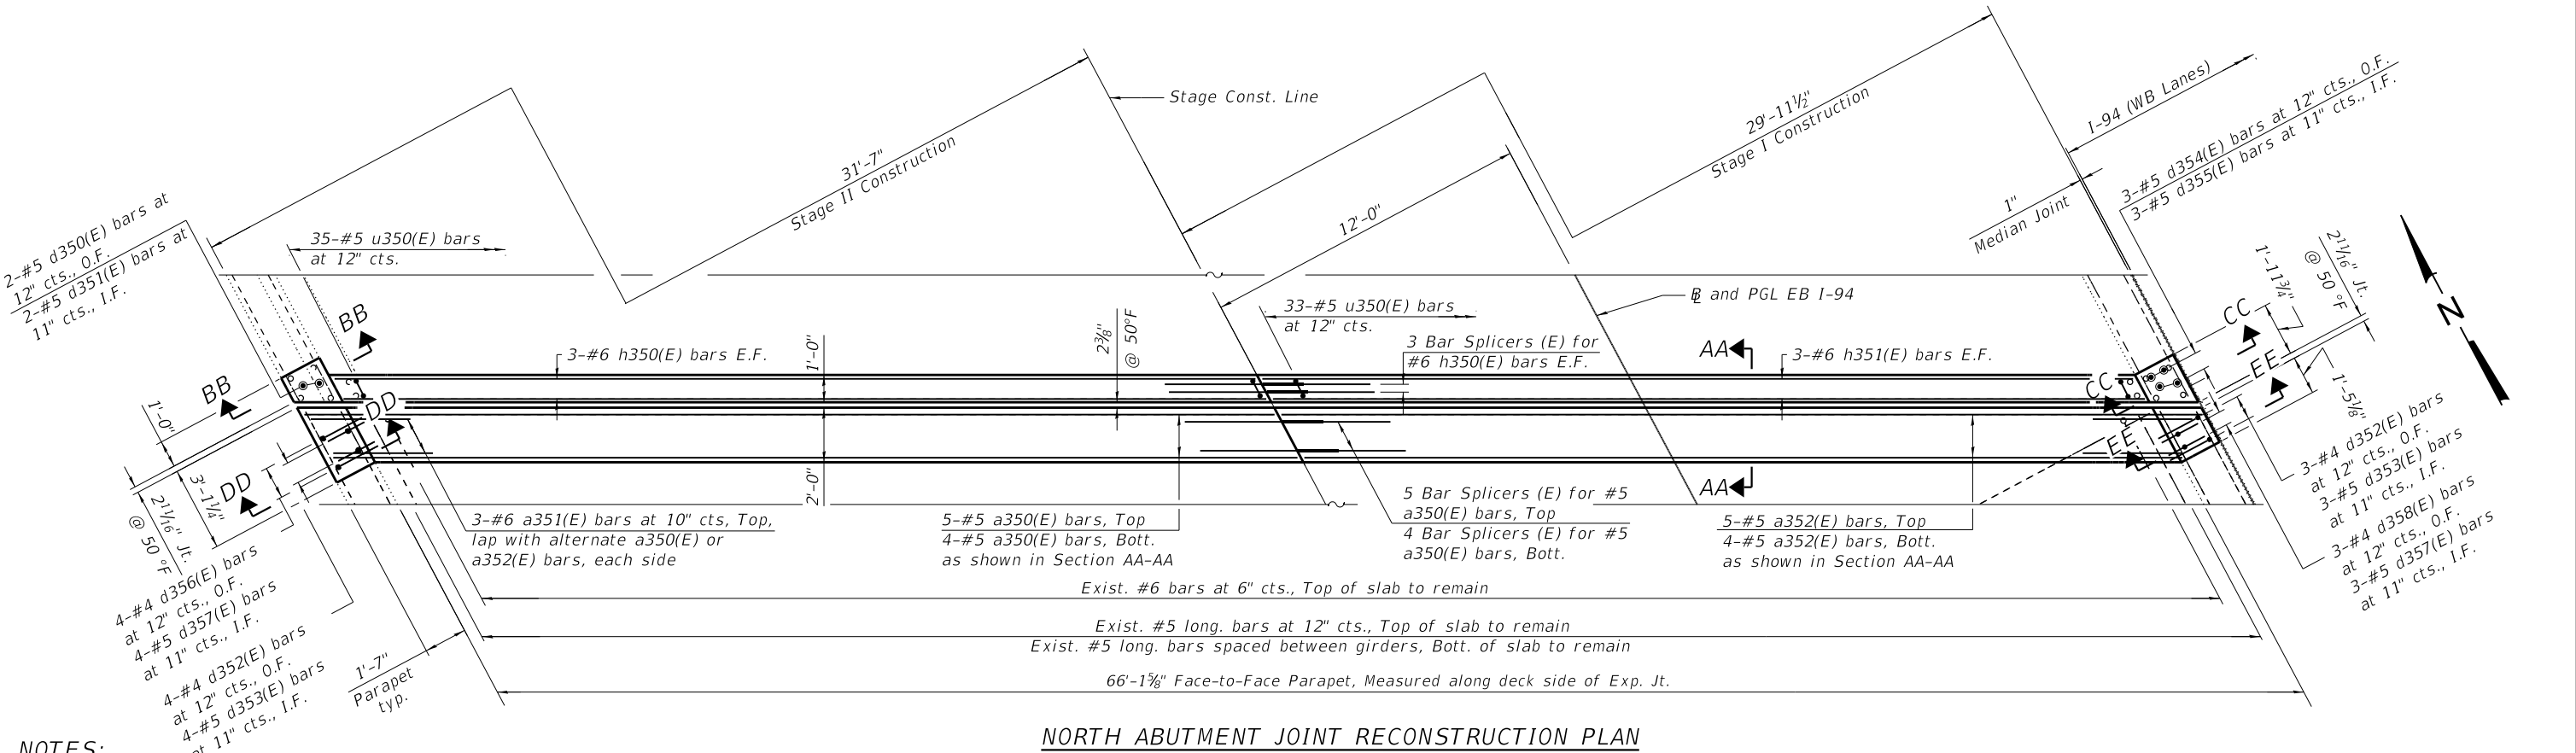 Stage Const. Line
31'-7"
Stage II Construction
29'-11½"
Stage I Construction
12'-0"
I-94 (WB Lanes)
1"
Median Joint
3-#5 d354(E) bars at 12" cts., O.F.
3-#5 d355(E) bars at 11" cts., I.F.
2-#5 d350(E) bars at
12" cts., O.F.
2-#5 d351(E) bars at
11" cts., I.F.
35-#5 u350(E) bars
at 12" cts.
33-#5 u350(E) bars
at 12" cts.
℄ and PGL EB I-94
2 11/16" Jt.
@ 50 °F
1'-11¾"
N
BB
BB
CC
CC
DD
DD
EE
EE
AA
AA
3-#6 h350(E) bars E.F.
1'-0"
2⅜"
@ 50°F
3 Bar Splicers (E) for
#6 h350(E) bars E.F.
3-#6 h351(E) bars E.F.
1'-5⅛"
1'-0"
2 11/16" Jt.
@ 50 °F
3'-1¼"
2'-0"
3-#6 a351(E) bars at 10" cts, Top,
lap with alternate a350(E) or
a352(E) bars, each side
5-#5 a350(E) bars, Top
4-#5 a350(E) bars, Bott.
as shown in Section AA-AA
5 Bar Splicers (E) for #5
a350(E) bars, Top
4 Bar Splicers (E) for #5
a350(E) bars, Bott.
5-#5 a352(E) bars, Top
4-#5 a352(E) bars, Bott.
as shown in Section AA-AA
3-#4 d352(E) bars
at 12" cts., O.F.
3-#5 d353(E) bars
at 11" cts., I.F.
3-#4 d358(E) bars
at 12" cts., O.F.
3-#5 d357(E) bars
at 11" cts., I.F.
4-#4 d356(E) bars
at 12" cts., O.F.
4-#5 d357(E) bars
at 11" cts., I.F.
4-#4 d352(E) bars
at 12" cts., O.F.
4-#5 d353(E) bars
at 11" cts., I.F.
1'-7"
Parapet
typ.
Exist. #6 bars at 6" cts., Top of slab to remain
Exist. #5 long. bars at 12" cts., Top of slab to remain
Exist. #5 long. bars spaced between girders, Bott. of slab to remain
66'-1⅝" Face-to-Face Parapet, Measured along deck side of Exp. Jt.
NORTH ABUTMENT JOINT RECONSTRUCTION PLAN
NOTES: